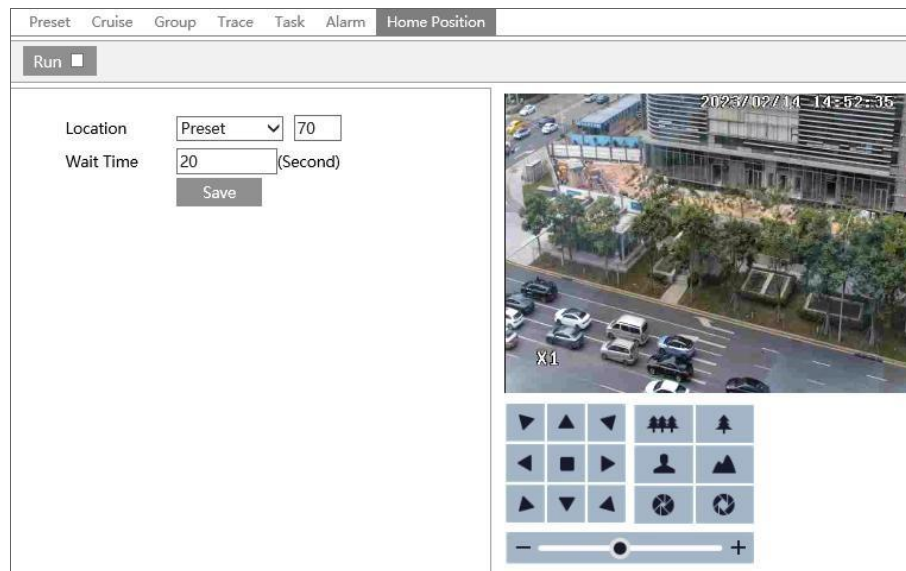 Preset Cruise Group Trace Task Alarm Home Position
Run
2023/02/14 14:52:35
Location Preset 70
Wait Time 20 (Second)
Save
X1